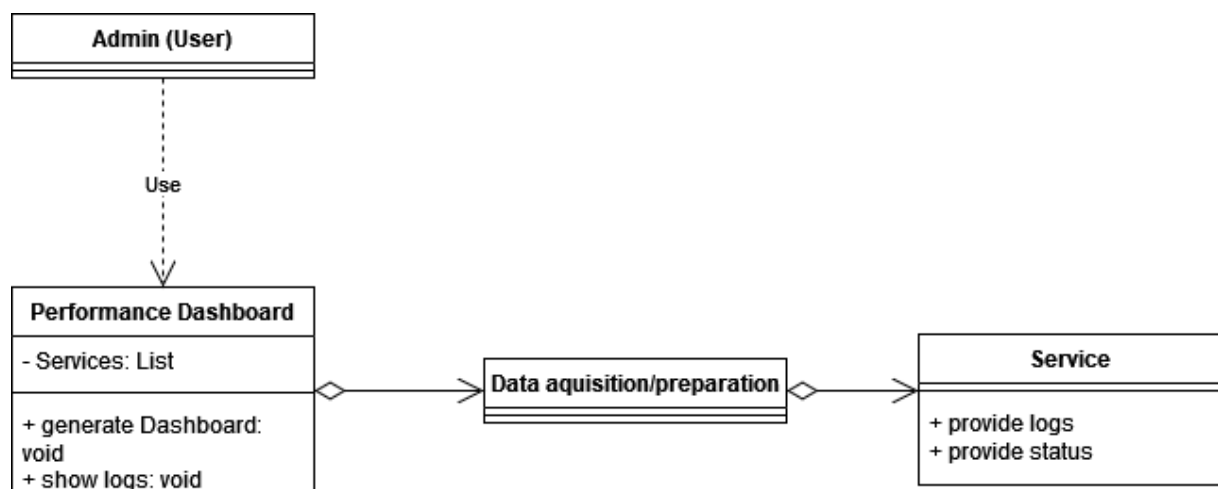 Admin (User)
Use
Performance Dashboard
- Services: List
+ generate Dashboard:
void
+ show logs: void
Data aquisition/preparation
Service
+ provide logs
+ provide status